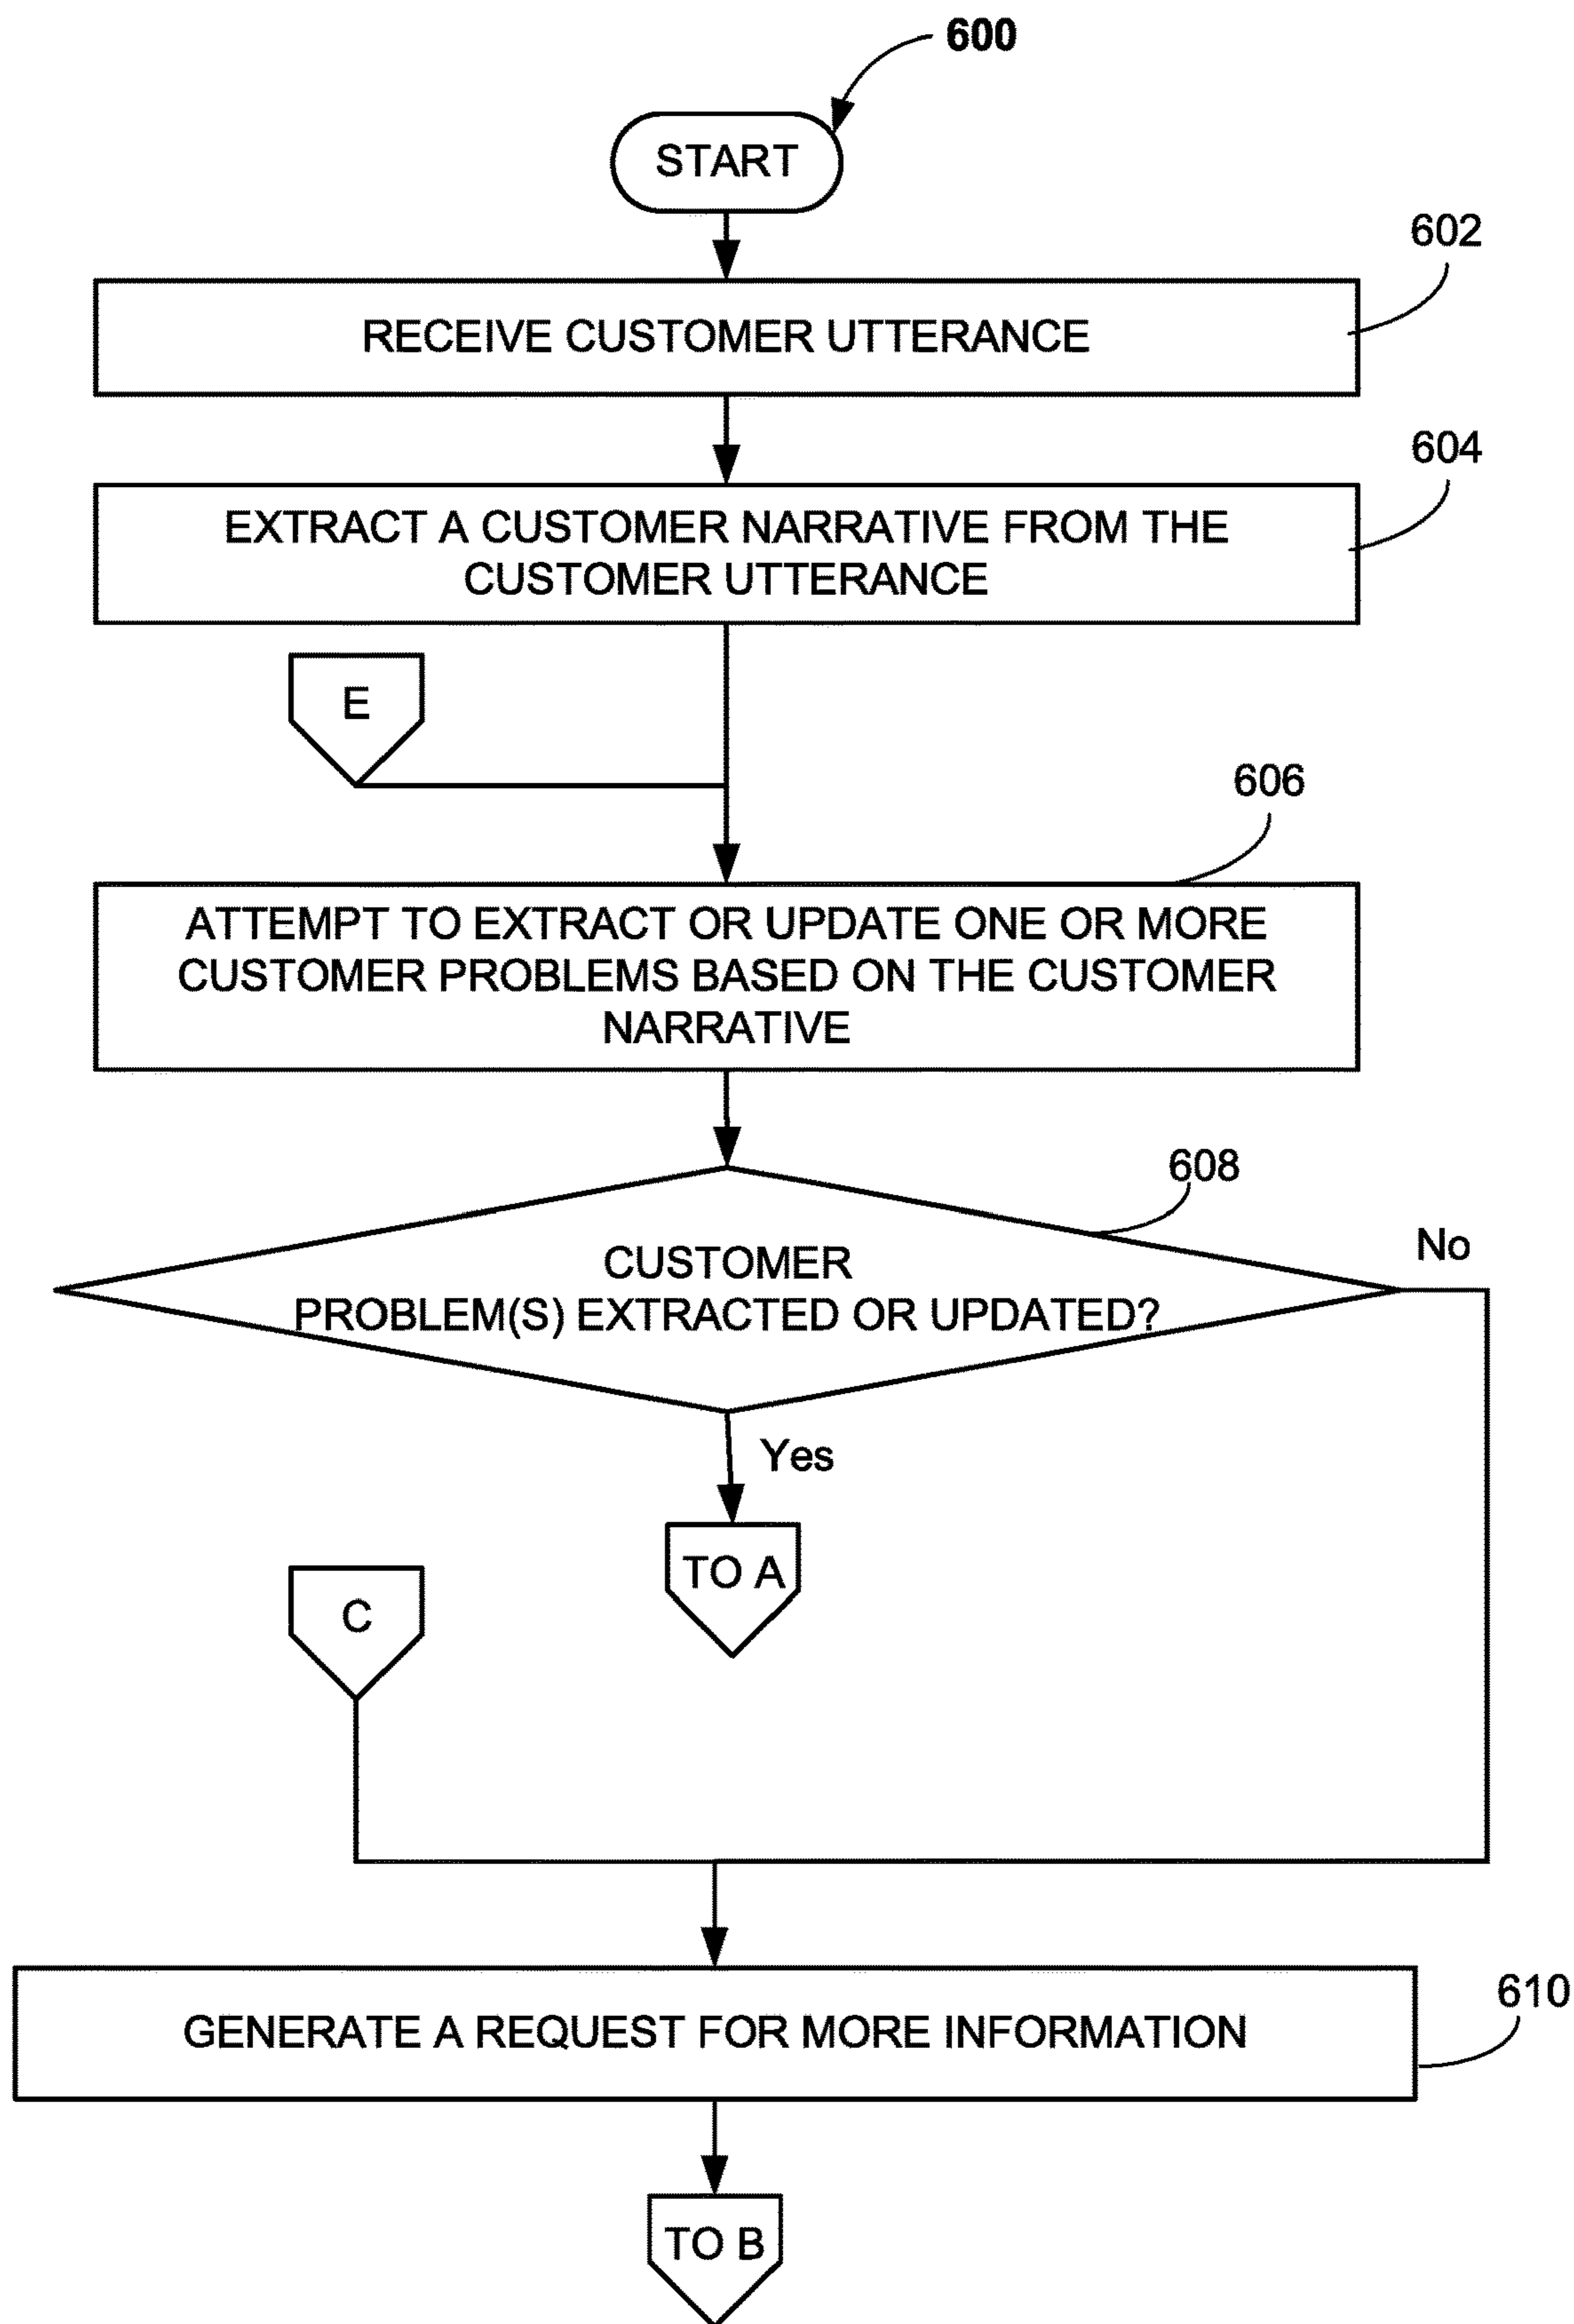 600
START
602
RECEIVE CUSTOMER UTTERANCE
604
EXTRACT A CUSTOMER NARRATIVE FROM THE
CUSTOMER UTTERANCE
E
606
ATTEMPT TO EXTRACT OR UPDATE ONE OR MORE
CUSTOMER PROBLEMS BASED ON THE CUSTOMER
NARRATIVE
608
No
CUSTOMER
PROBLEM(S) EXTRACTED OR UPDATED?
Yes
TO A
C
610
GENERATE A REQUEST FOR MORE INFORMATION
TO B